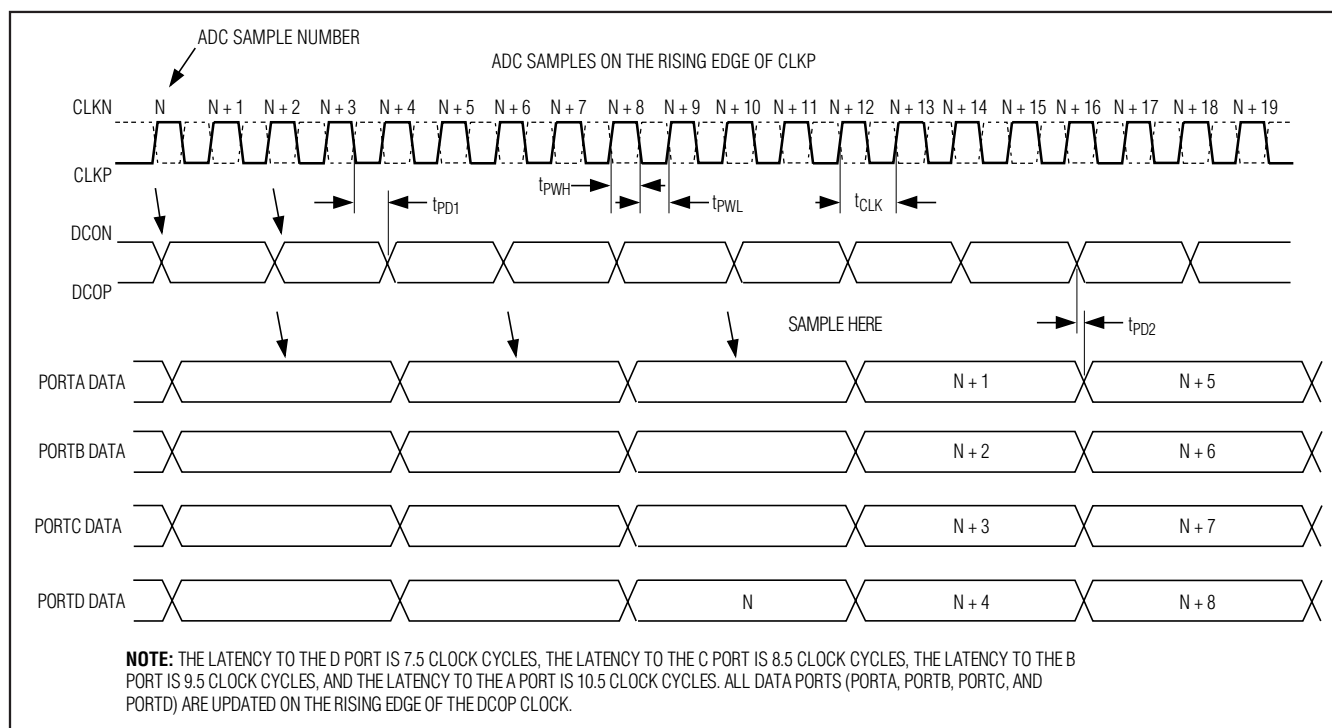 ADC SAMPLE NUMBER
ADC SAMPLES ON THE RISING EDGE OF CLKP
CLKN
N N + 1 N + 2 N + 3 N + 4 N + 5 N + 6 N + 7 N + 8 N + 9 N + 10 N + 11 N + 12 N + 13 N + 14 N + 15 N + 16 N + 17 N + 18 N + 19
CLKP
tPD1
tPWH
tPWL
tCLK
DCON
DCOP
SAMPLE HERE
tPD2
PORTA DATA
N + 1
N + 5
PORTB DATA
N + 2
N + 6
PORTC DATA
N + 3
N + 7
PORTD DATA
N
N + 4
N + 8
NOTE: THE LATENCY TO THE D PORT IS 7.5 CLOCK CYCLES, THE LATENCY TO THE C PORT IS 8.5 CLOCK CYCLES, THE LATENCY TO THE B
PORT IS 9.5 CLOCK CYCLES, AND THE LATENCY TO THE A PORT IS 10.5 CLOCK CYCLES. ALL DATA PORTS (PORTA, PORTB, PORTC, AND
PORTD) ARE UPDATED ON THE RISING EDGE OF THE DCOP CLOCK.